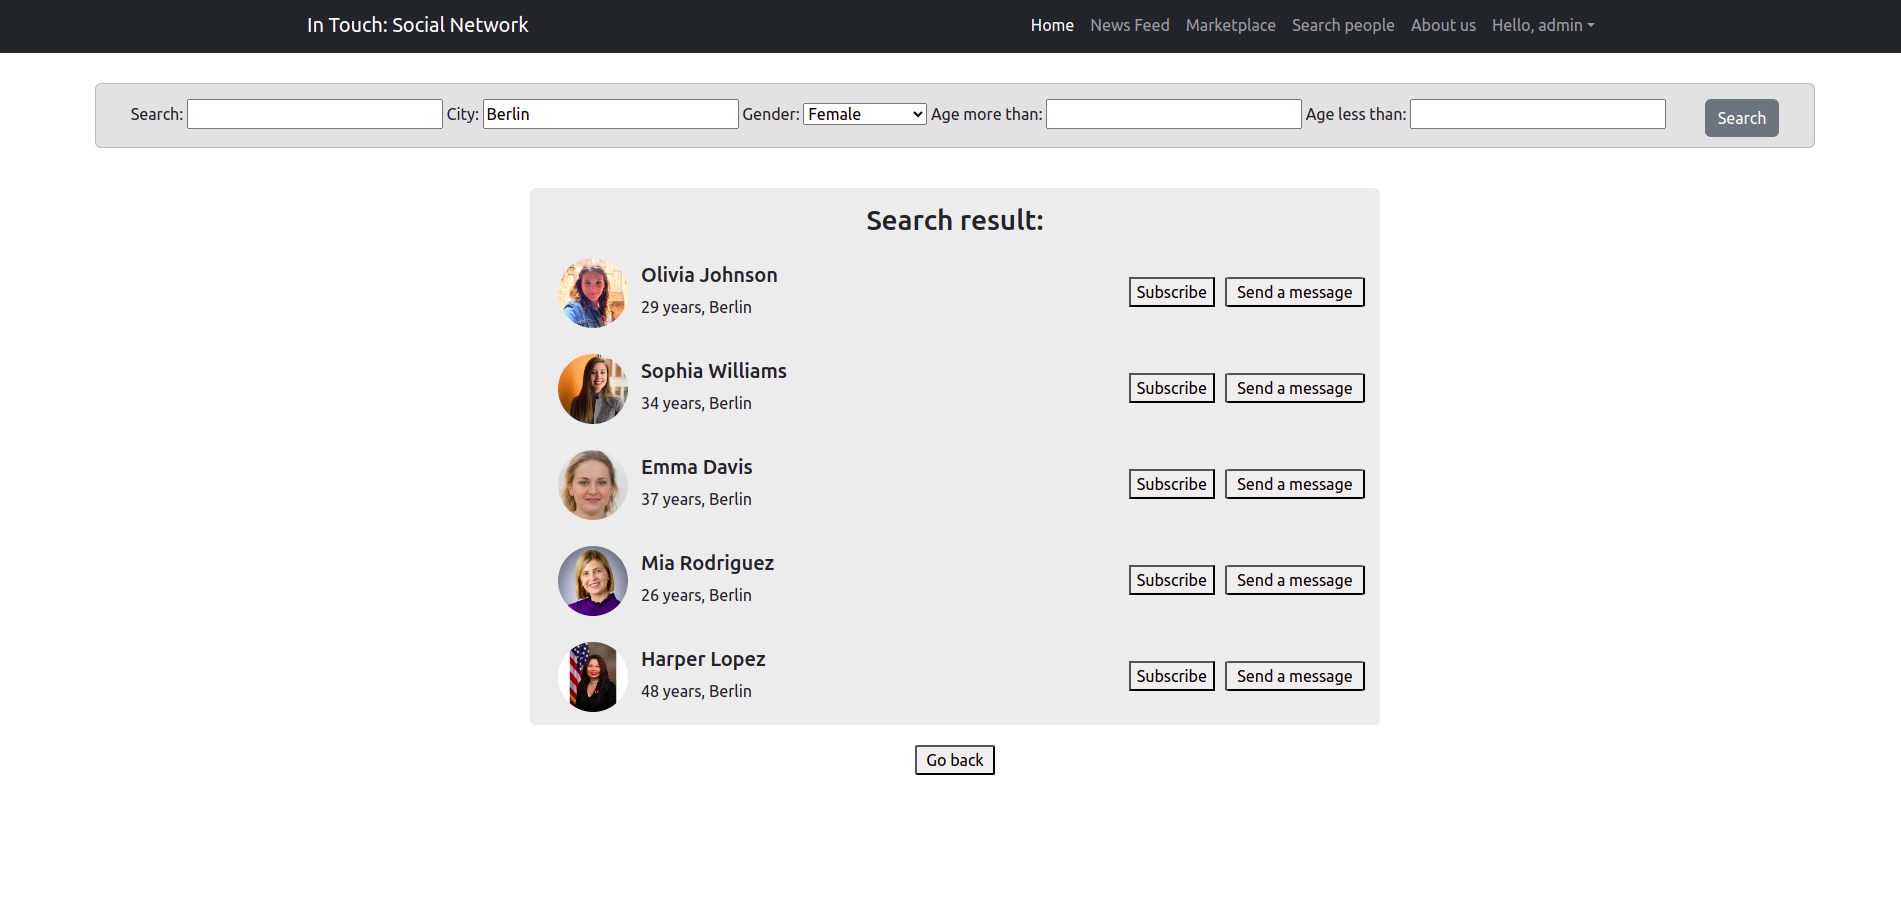 In Touch: Social Network Home News Feed Marketplace Search people About us Hello, admin
Search: City: Berlin Gender: Female Age more than: Age less than: Search
Search result:
Olivia Johnson
29 years, Berlin
Subscribe Send a message
Sophia Williams
34 years, Berlin
Subscribe Send a message
Emma Davis
37 years, Berlin
Subscribe Send a message
Mia Rodriguez
26 years, Berlin
Subscribe Send a message
Harper Lopez
48 years, Berlin
Subscribe Send a message
Go back